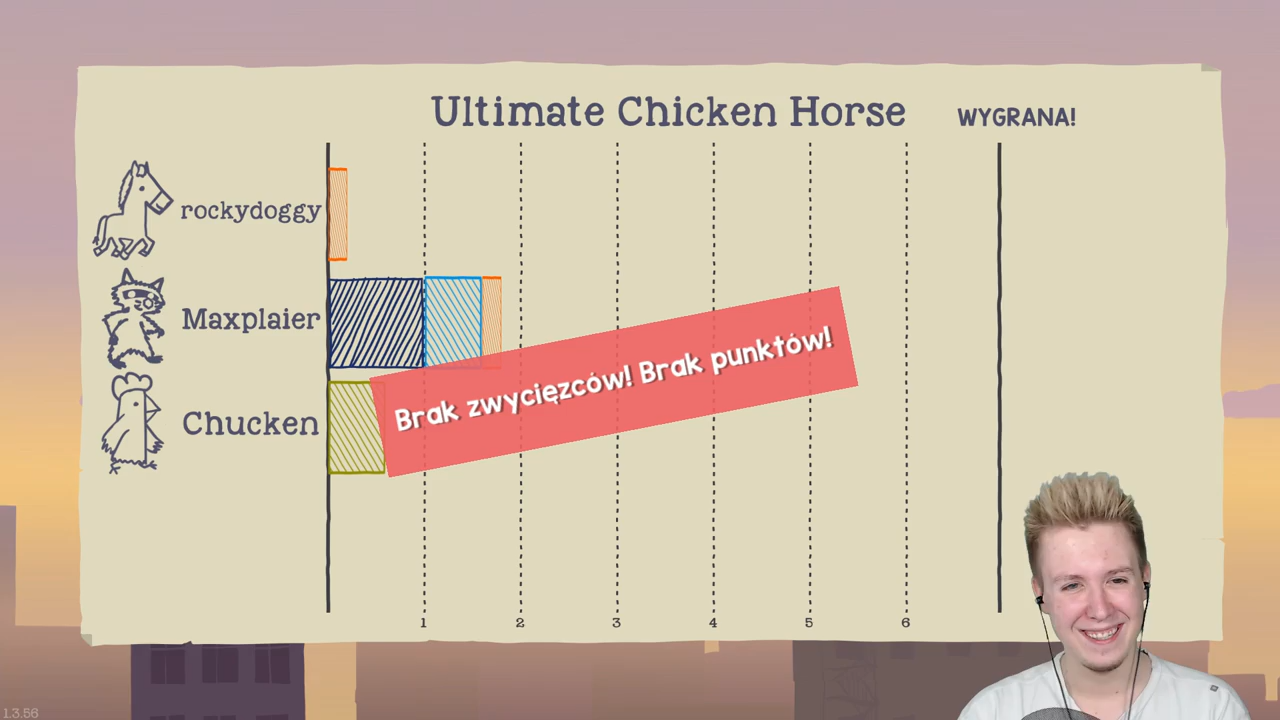 Ultimate Chicken Horse
WYGRANA!
rockydoggy
Maxplaier
Brak zwycięzców! Brak punktów!
Chucken
1 2 3 4 5 6
1.3.56